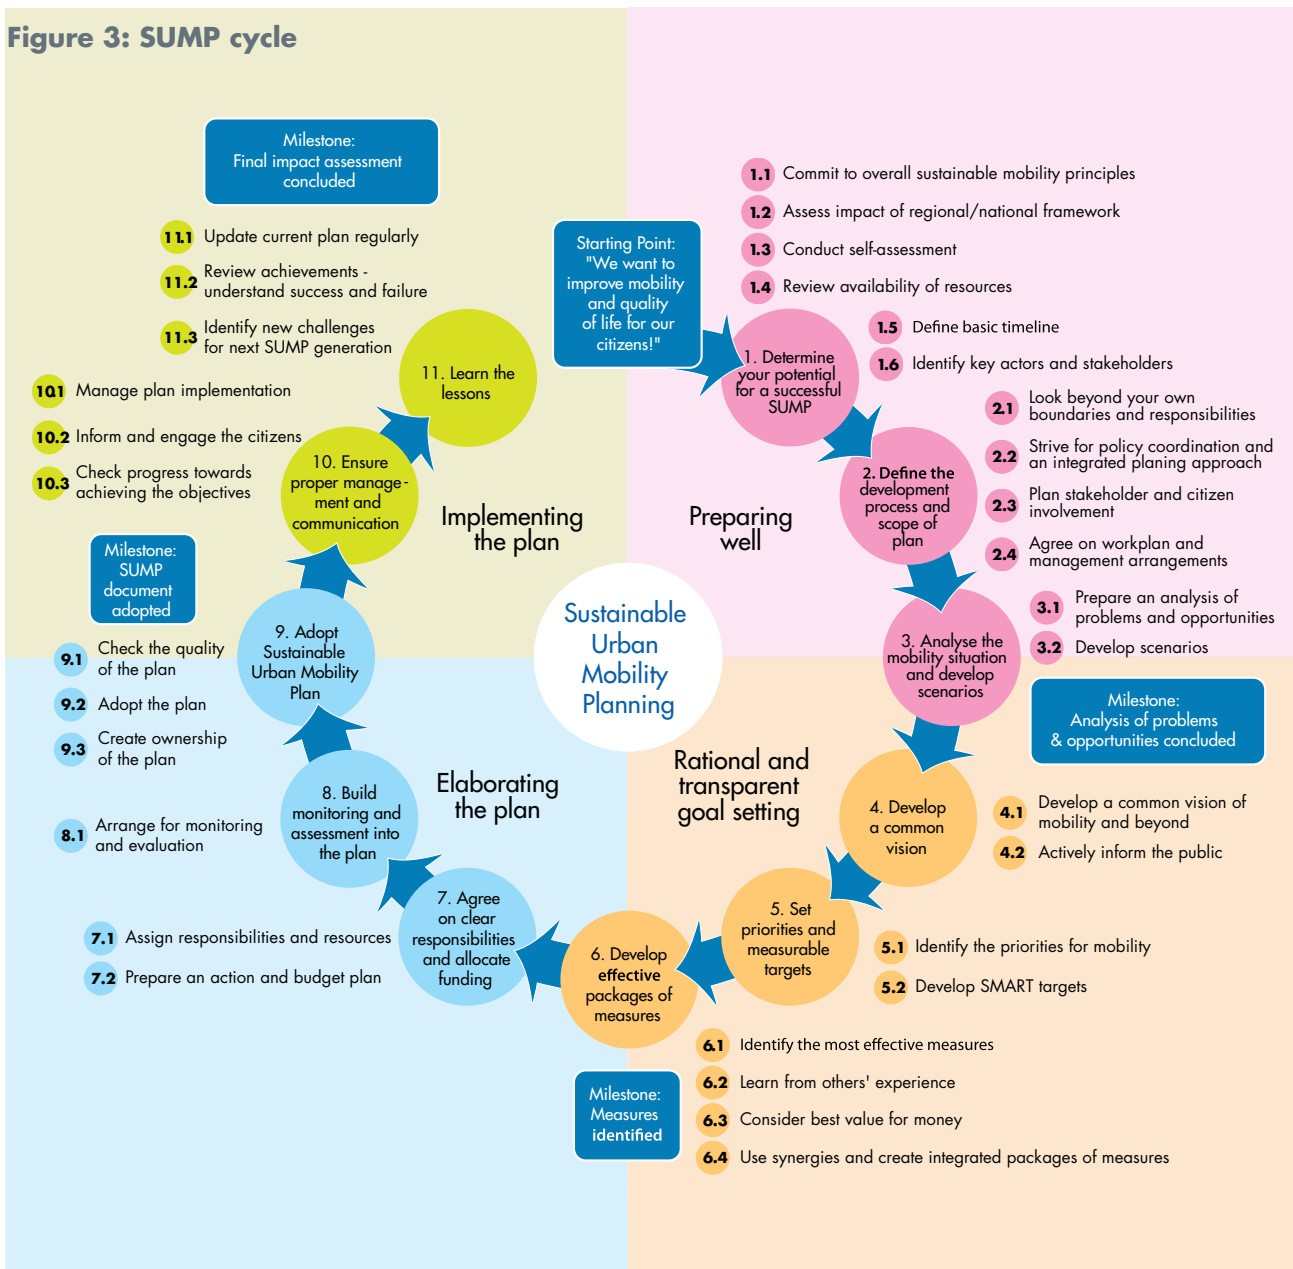 Figure 3: SUMP cycle
Milestone:
Final impact assessment
concluded
11.1 Update current plan regularly
11.2 Review achievements -
understand success and failure
11.3 Identify new challenges
for next SUMP generation
10.1 Manage plan implementation
10.2 Inform and engage the citizens
10.3 Check progress towards
achieving the objectives
Starting Point:
"We want to
improve mobility
and quality
of life for our
citizens!"
1.1 Commit to overall sustainable mobility principles
1.2 Assess impact of regional/national framework
1.3 Conduct self-assessment
1.4 Review availability of resources
1.5 Define basic timeline
1.6 Identify key actors and stakeholders
1. Determine
your potential
for a successful
SUMP
2.1 Look beyond your own
boundaries and responsibilities
2.2 Strive for policy coordination and
an integrated planing approach
2.3 Plan stakeholder and citizen
involvement
2.4 Agree on workplan and
management arrangements
2. Define the
development
process and
scope of
plan
3.1 Prepare an analysis of
problems and opportunities
3.2 Develop scenarios
3. Analyse the
mobility situation
and develop
scenarios
Milestone:
Analysis of problems
& opportunities concluded
Preparing
well
Sustainable
Urban
Mobility
Planning
Rational and
transparent
goal setting
4. Develop
a common
vision
4.1 Develop a common vision of
mobility and beyond
4.2 Actively inform the public
5. Set
priorities and
measurable
targets
5.1 Identify the priorities for mobility
5.2 Develop SMART targets
6. Develop
effective
packages of
measures
6.1 Identify the most effective measures
6.2 Learn from others' experience
6.3 Consider best value for money
6.4 Use synergies and create integrated packages of measures
Milestone:
Measures
identified
Elaborating
the plan
7. Agree
on clear
responsibilities
and allocate
funding
7.1 Assign responsibilities and resources
7.2 Prepare an action and budget plan
8. Build
monitoring and
assessment into
the plan
8.1 Arrange for monitoring
and evaluation
9. Adopt
Sustainable
Urban Mobility
Plan
9.1 Check the quality
of the plan
9.2 Adopt the plan
9.3 Create ownership
of the plan
Milestone:
SUMP
document
adopted
Implementing
the plan
10. Ensure
proper manage-
ment and
communication
11. Learn the
lessons